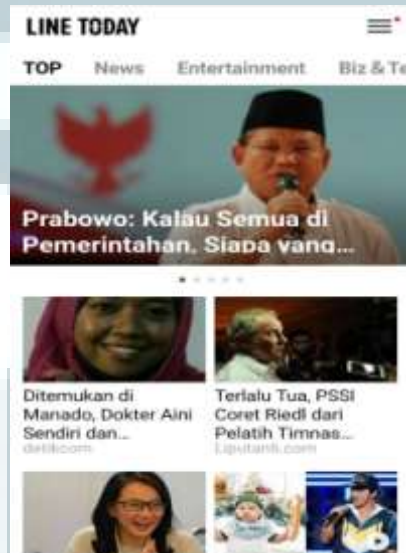 LINE TODAY
TOP News Entertainment Biz & Te
Prabowo: Kalau Semua di
Pemerintahan, Siapa yang...
Ditemukan di
Manado, Dokter Aini
Sendiri dan...
detikcom
Terlalu Tua, PSSI
Coret Riedl dari
Pelatih Timnas...
Liputan6.com